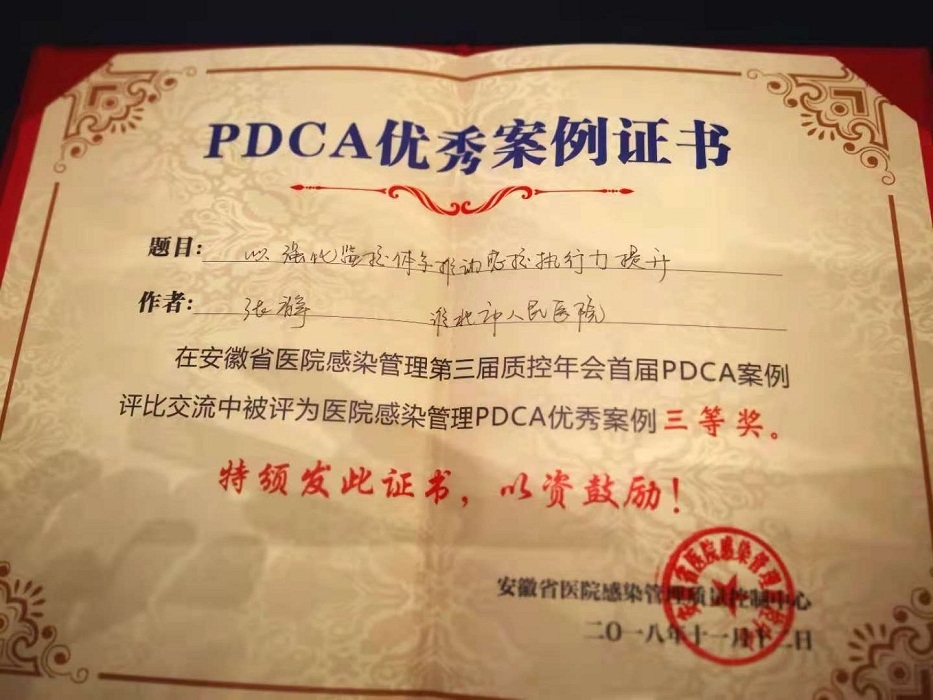 PDCA优秀案例证书
题目: 以强化监控体系推动感控执行力提升
作者: 张静 淮北市人民医院
在安徽省医院感染管理第三届质控年会首届PDCA案例
评比交流中被评为医院感染管理PDCA优秀案例三等奖。
特颁发此证书，以资鼓励！
安徽省医院感染管理质量控制中心
二〇一八年十一月十二日